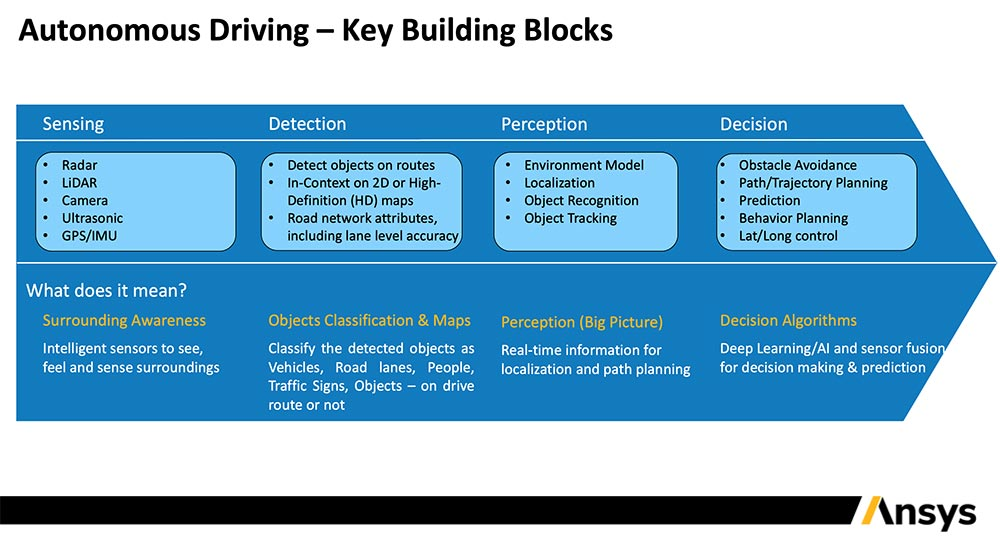 Autonomous Driving – Key Building Blocks
Sensing
• Radar
• LiDAR
• Camera
• Ultrasonic
• GPS/IMU
Detection
• Detect objects on routes
• In-Context on 2D or High-
Definition (HD) maps
• Road network attributes,
including lane level accuracy
Perception
• Environment Model
• Localization
• Object Recognition
• Object Tracking
Decision
• Obstacle Avoidance
• Path/Trajectory Planning
• Prediction
• Behavior Planning
• Lat/Long control
What does it mean?
Surrounding Awareness
Intelligent sensors to see,
feel and sense surroundings
Objects Classification & Maps
Classify the detected objects as
Vehicles, Road lanes, People,
Traffic Signs, Objects – on drive
route or not
Perception (Big Picture)
Real-time information for
localization and path planning
Decision Algorithms
Deep Learning/AI and sensor fusion
for decision making & prediction
Ansys